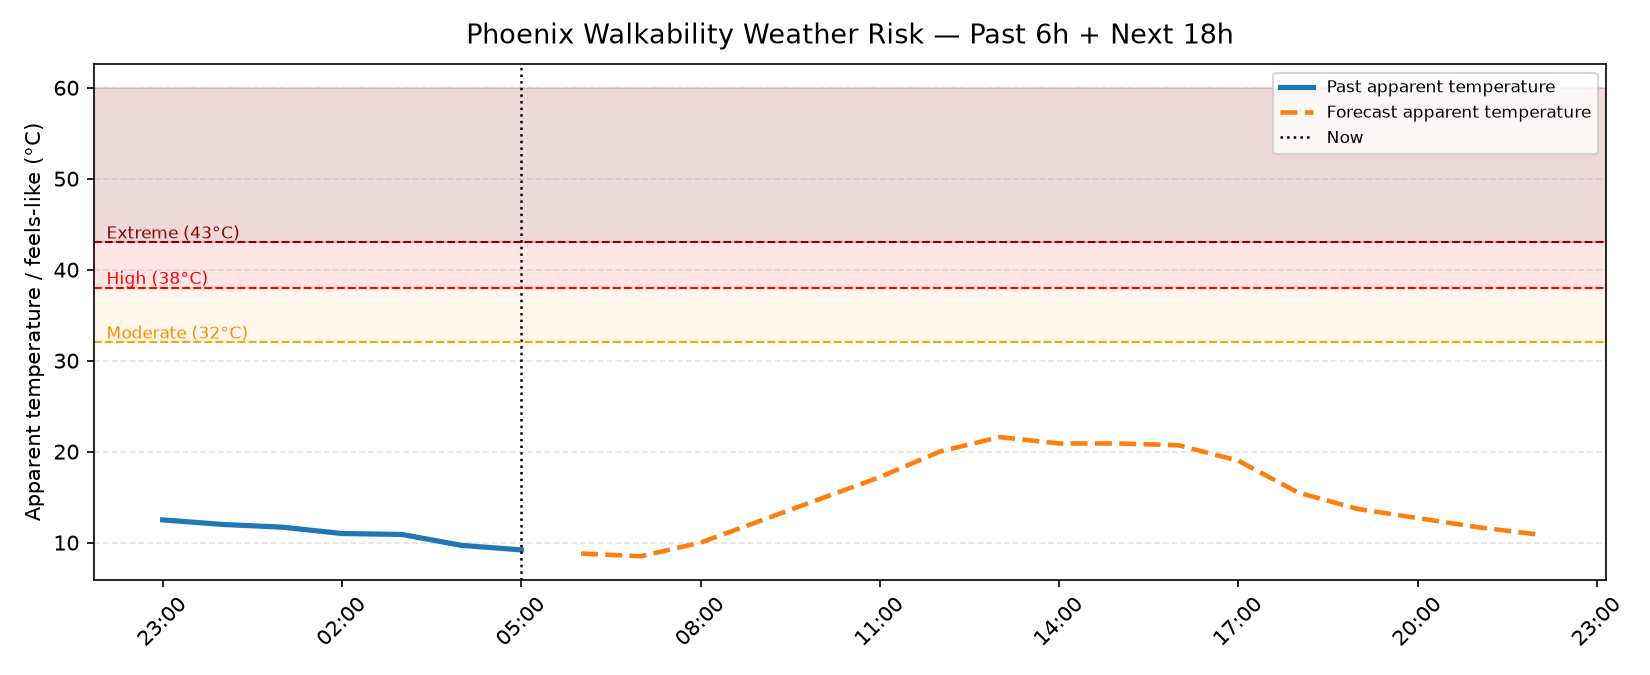 Phoenix Walkability Weather Risk — Past 6h + Next 18h
Apparent temperature / feels-like (°C)
60
50
40
30
20
10
Past apparent temperature
Forecast apparent temperature
Now
Extreme (43°C)
High (38°C)
Moderate (32°C)
23:00
02:00
05:00
08:00
11:00
14:00
17:00
20:00
23:00